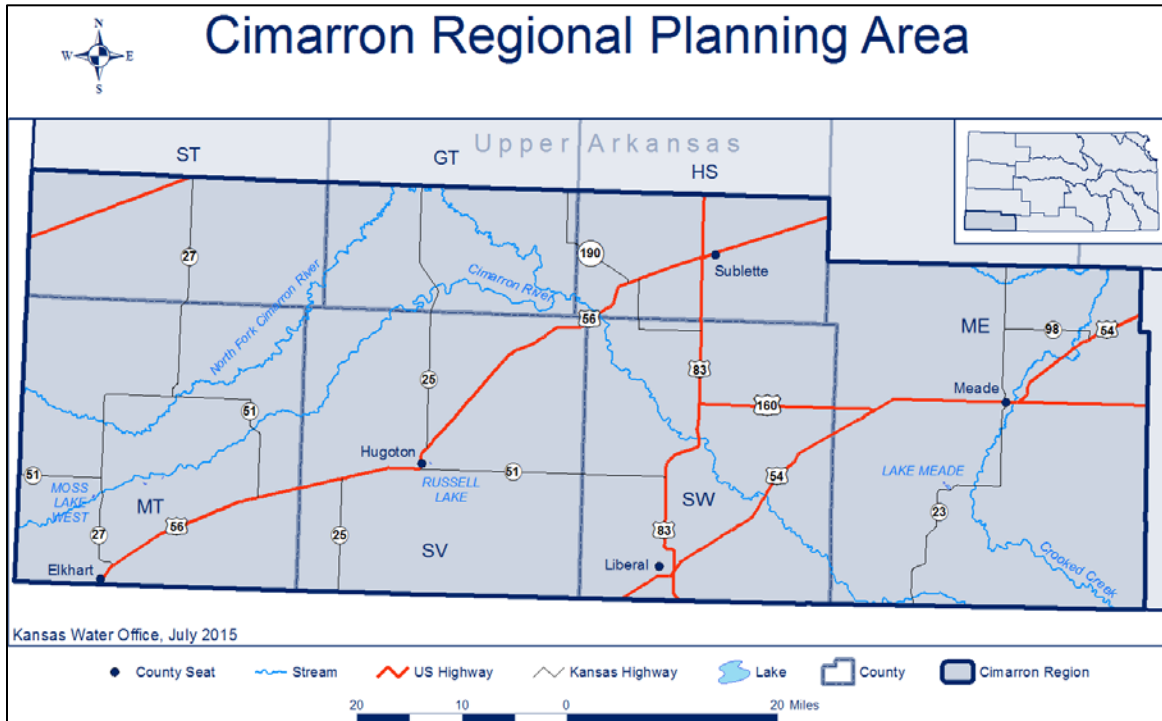 Cimarron Regional Planning Area
N
W E
S
Upper Arkansas
ST
GT
HS
27
190
Sublette
North Fork Cimarron River
Cimarron River
56
ME
98
54
83
25
Meade
160
51
Hugoton
51
51
RUSSELL
LAKE
54
LAKE MEADE
MOSS
LAKE
WEST
MT
SW
23
27
56
25
83
SV
Crooked Creek
Elkhart
Liberal
Kansas Water Office, July 2015
County Seat Stream US Highway Kansas Highway Lake County Cimarron Region
20 10 0 20 Miles